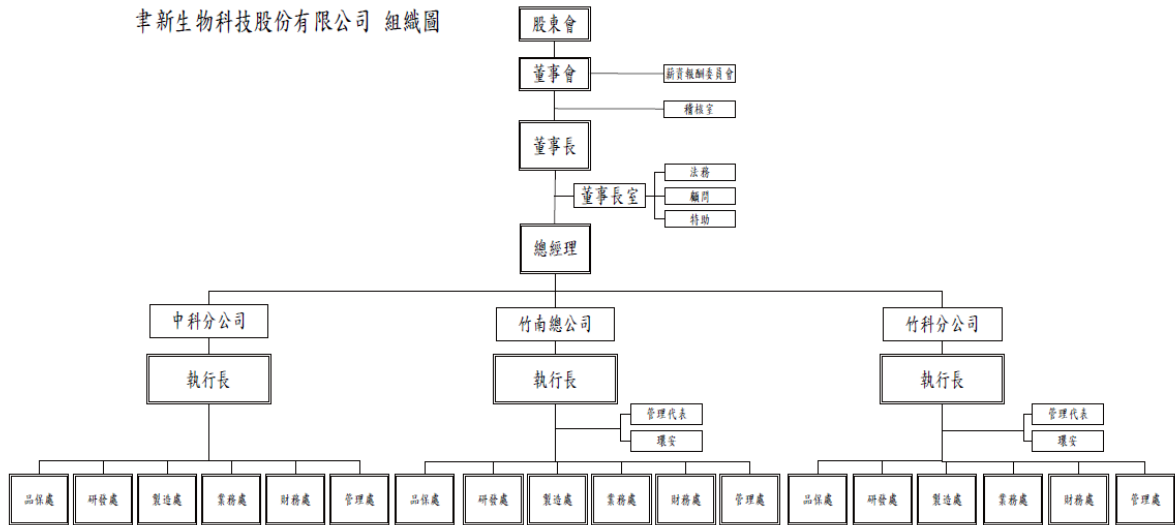 聿新生物科技股份有限公司 組織圖
股東會
董事會
薪資報酬委員會
稽核室
董事長
法務
董事長室
顧問
特助
總經理
中科分公司
竹南總公司
竹科分公司
執行長
執行長
執行長
管理代表
管理代表
環安
環安
品保處
研發處
製造處
業務處
財務處
管理處
品保處
研發處
製造處
業務處
財務處
管理處
品保處
研發處
製造處
業務處
財務處
管理處